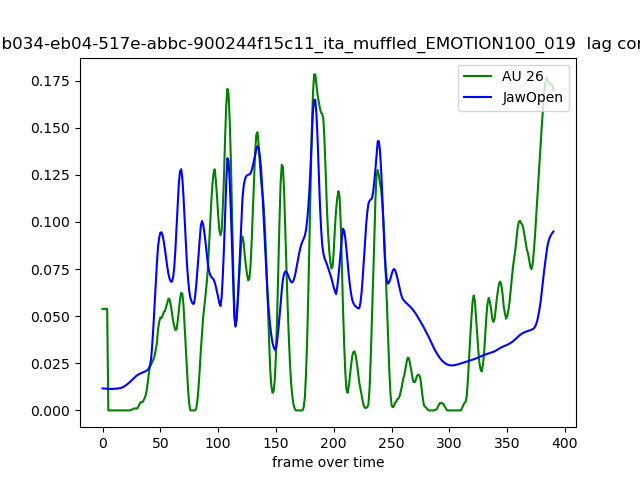 b034-eb04-517e-abbc-900244f15c11_ita_muffled_EMOTION100_019 lag cor
AU 26
JawOpen
0.175
0.150
0.125
0.100
0.075
0.050
0.025
0.000
0 50 100 150 200 250 300 350 400
frame over time